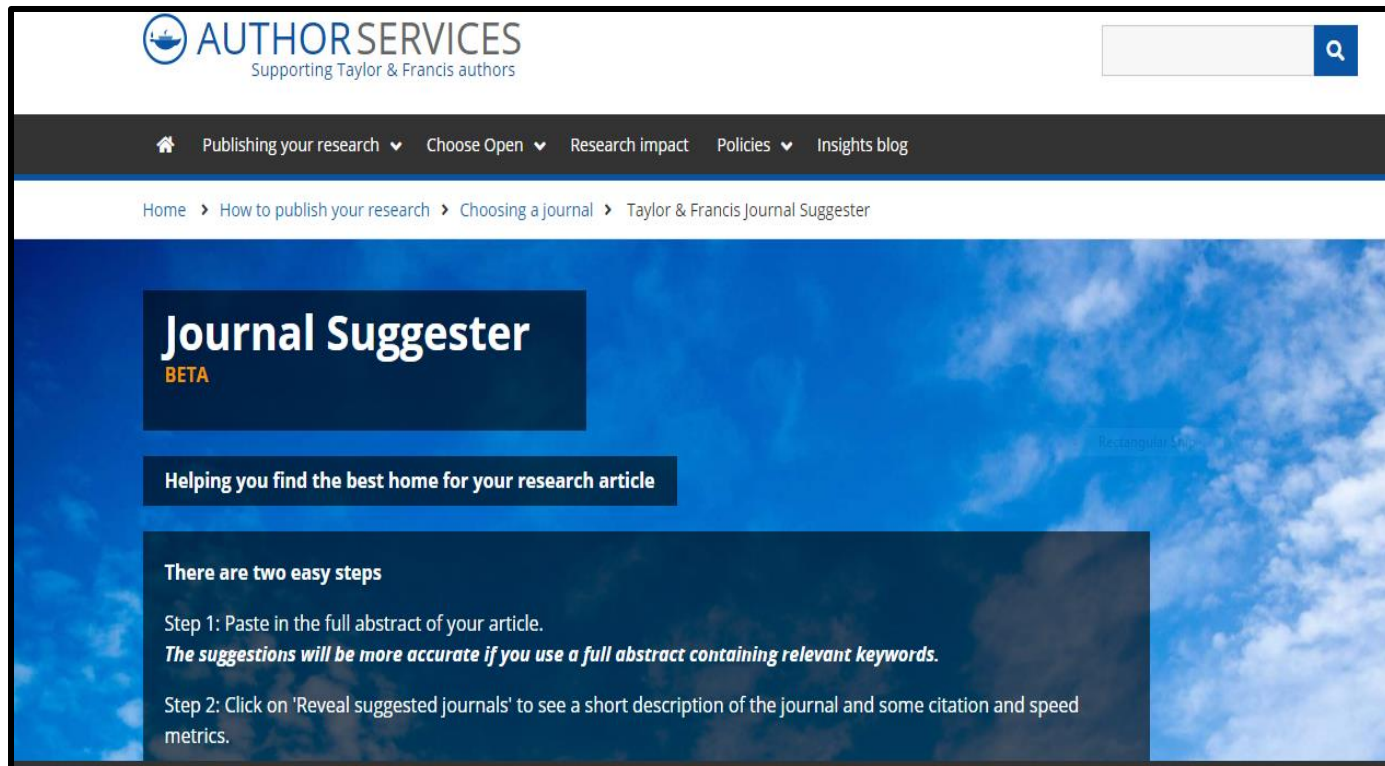 AUTHOR SERVICES
Supporting Taylor & Francis authors
Publishing your research Choose Open Research impact Policies Insights blog
Home > How to publish your research > Choosing a journal > Taylor & Francis Journal Suggester
Journal Suggester
BETA
Rectangular Snip
Helping you find the best home for your research article
There are two easy steps
Step 1: Paste in the full abstract of your article.
The suggestions will be more accurate if you use a full abstract containing relevant keywords.
Step 2: Click on 'Reveal suggested journals' to see a short description of the journal and some citation and speed
metrics.